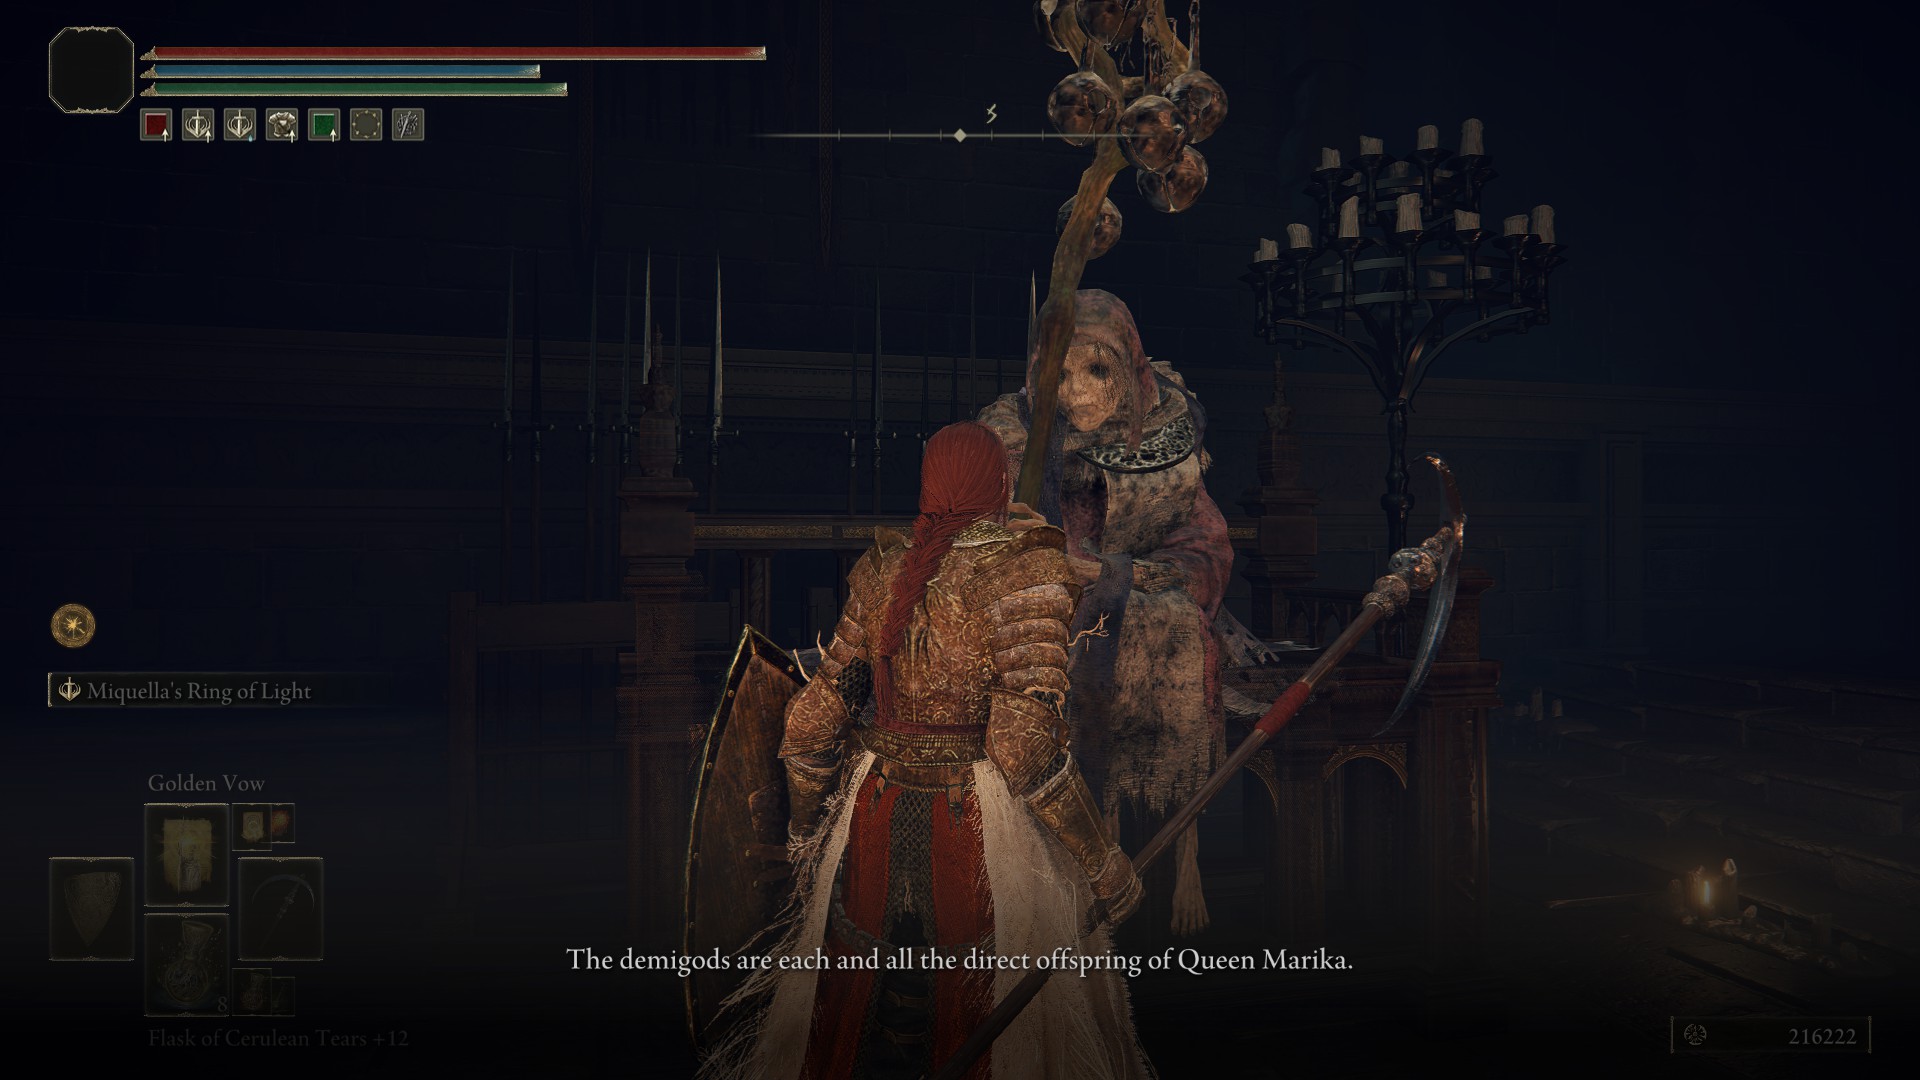 Miquella's Ring of Light
Golden Vow
The demigods are each and all the direct offspring of Queen Marika.
8
Flask of Cerulean Tears +12
216222